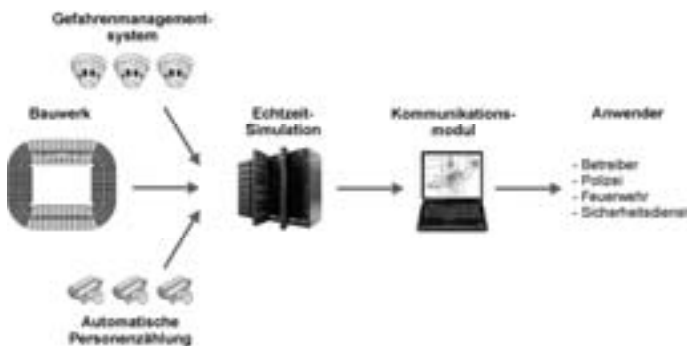 Gefahrenmanagement-
system
Bauwerk
Echtzeit-
Simulation
Kommunikations-
modul
Anwender
- Betreiber
- Polizei
- Feuerwehr
- Sicherheitsdienst
Automatische
Personenzählung